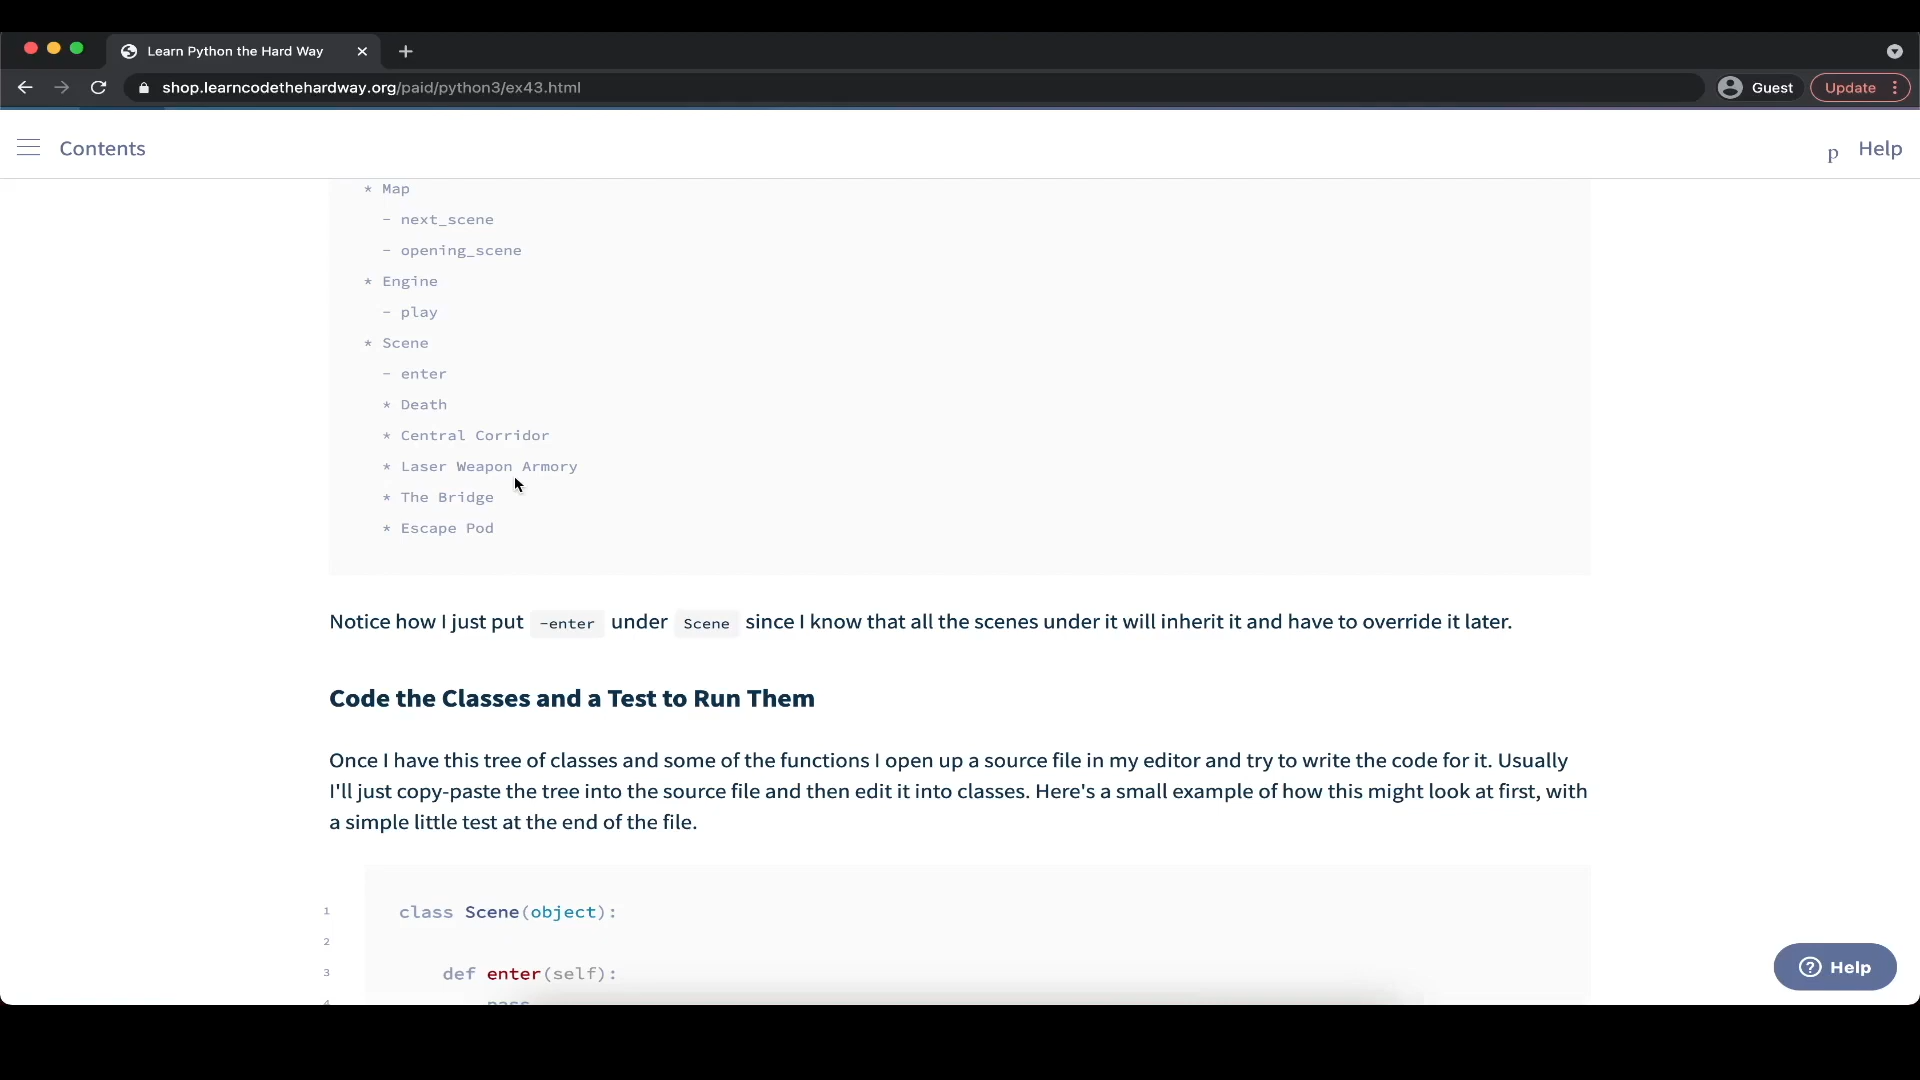 Learn Python the Hard Way
shop.learncodethehardway.org/paid/python3/ex43.html
Guest
Update
Contents
p Help
* Map
- next_scene
- opening_scene
* Engine
- play
* Scene
- enter
* Death
* Central Corridor
* Laser Weapon Armory
* The Bridge
* Escape Pod
Notice how I just put -enter under Scene since I know that all the scenes under it will inherit it and have to override it later.
Code the Classes and a Test to Run Them
Once I have this tree of classes and some of the functions I open up a source file in my editor and try to write the code for it. Usually
I'll just copy-paste the tree into the source file and then edit it into classes. Here's a small example of how this might look at first, with
a simple little test at the end of the file.
1 class Scene(object):
2
3 def enter(self):
4 pass
Help